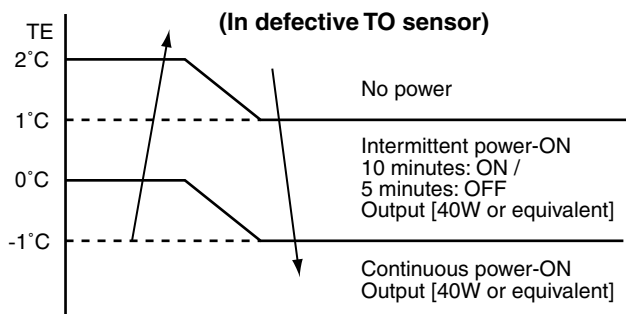 (In defective TO sensor)
TE
2˚C
No power
1˚C
Intermittent power-ON
10 minutes: ON /
5 minutes: OFF
Output [40W or equivalent]
0˚C
-1˚C
Continuous power-ON
Output [40W or equivalent]